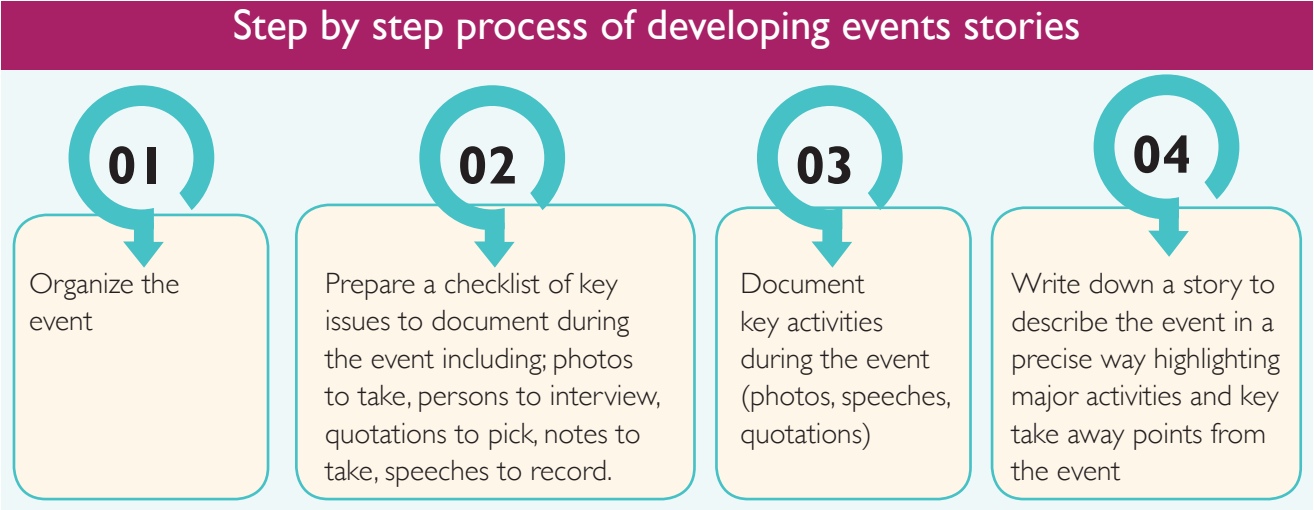 Step by step process of developing events stories
01
Organize the
event
02
Prepare a checklist of key
issues to document during
the event including; photos
to take, persons to interview,
quotations to pick, notes to
take, speeches to record.
03
Document
key activities
during the event
(photos, speeches,
quotations)
04
Write down a story to
describe the event in a
precise way highlighting
major activities and key
take away points from
the event